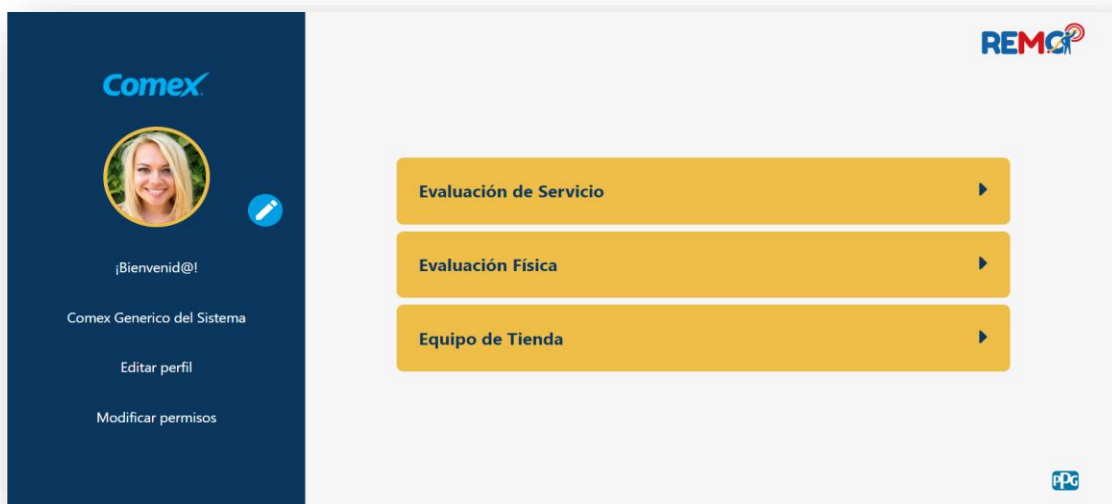 Comex
¡Bienvenid@!
Comex Generico del Sistema
Editar perfil
Modificar permisos
REMGP
Evaluación de Servicio
Evaluación Física
Equipo de Tienda
PPG